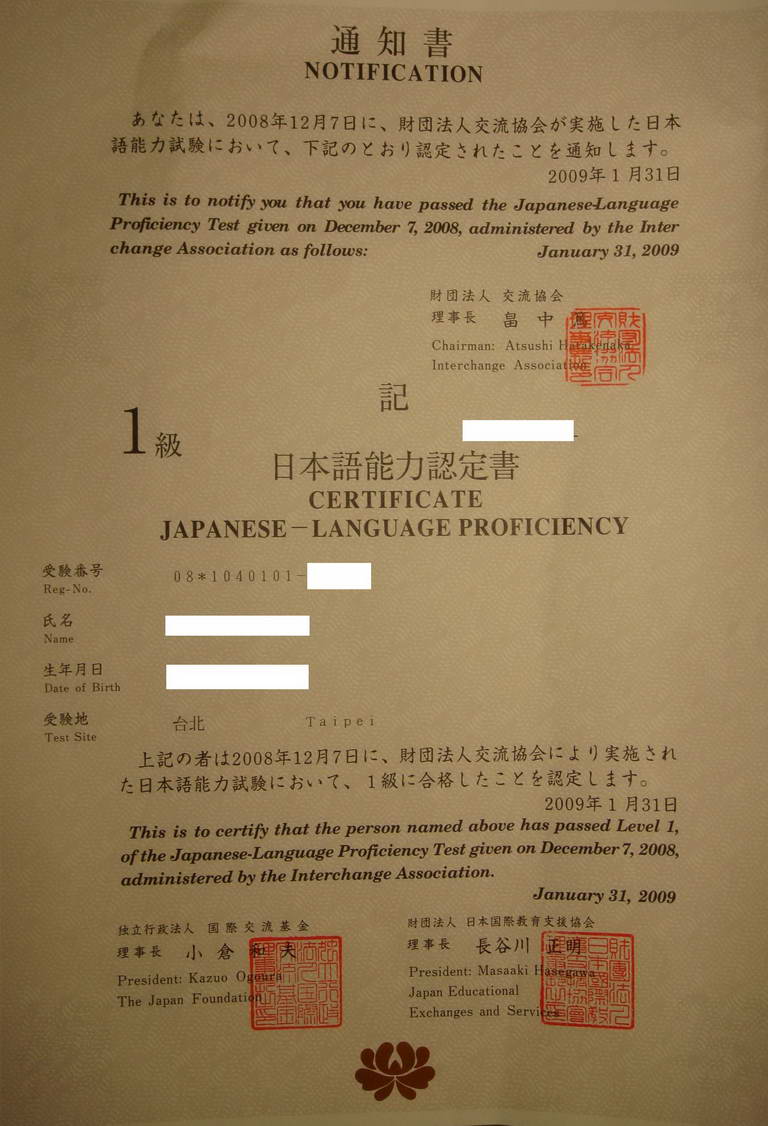 通知書
NOTIFICATION
あなたは、2008年12月7日に、財団法人交流協会が実施した日本
語能力試験において、下記のとおり認定されたことを通知します。
2009年1月31日
This is to notify you that you have passed the Japanese-Language
Proficiency Test given on December 7, 2008, administered by the Inter
change Association as follows:
January 31, 2009
財団法人 交流協会
理事長 畠中
Chairman: Atsushi Hatakenaka
Interchange Association
記
1級
日本語能力認定書
CERTIFICATE
JAPANESE－LANGUAGE PROFICIENCY
受験番号 08*1040101-
Reg-No.
氏名
Name
生年月日
Date of Birth
受験地 台北 Taipei
Test Site
上記の者は2008年12月7日に、財団法人交流協会により実施され
た日本語能力試験において、1級に合格したことを認定します。
2009年1月31日
This is to certify that the person named above has passed Level 1,
of the Japanese-Language Proficiency Test given on December 7, 2008,
administered by the Interchange Association.
January 31, 2009
独立行政法人 国際交流基金
理事長 小倉和夫
President: Kazuo Ogoura
The Japan Foundation
財団法人 日本国際教育支援協会
理事長 長谷川正明
President: Masaaki Hasegawa
Japan Educational
Exchanges and Services